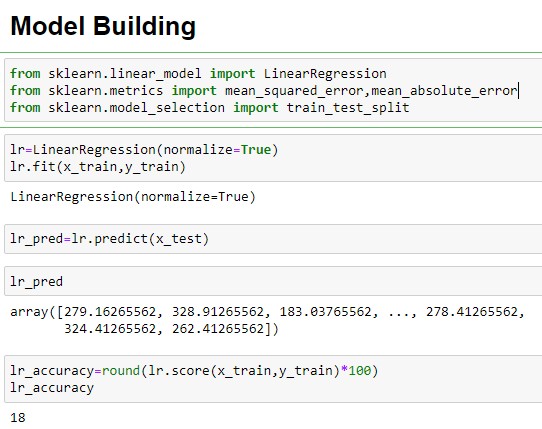 Model Building
from sklearn.linear_model import LinearRegression
from sklearn.metrics import mean_squared_error,mean_absolute_error
from sklearn.model_selection import train_test_split
lr=LinearRegression(normalize=True)
lr.fit(x_train,y_train)
LinearRegression(normalize=True)
lr_pred=lr.predict(x_test)
lr_pred
array([279.16265562, 328.91265562, 183.03765562, ..., 278.41265562,
324.41265562, 262.41265562])
lr_accuracy=round(lr.score(x_train,y_train)*100)
lr_accuracy
18